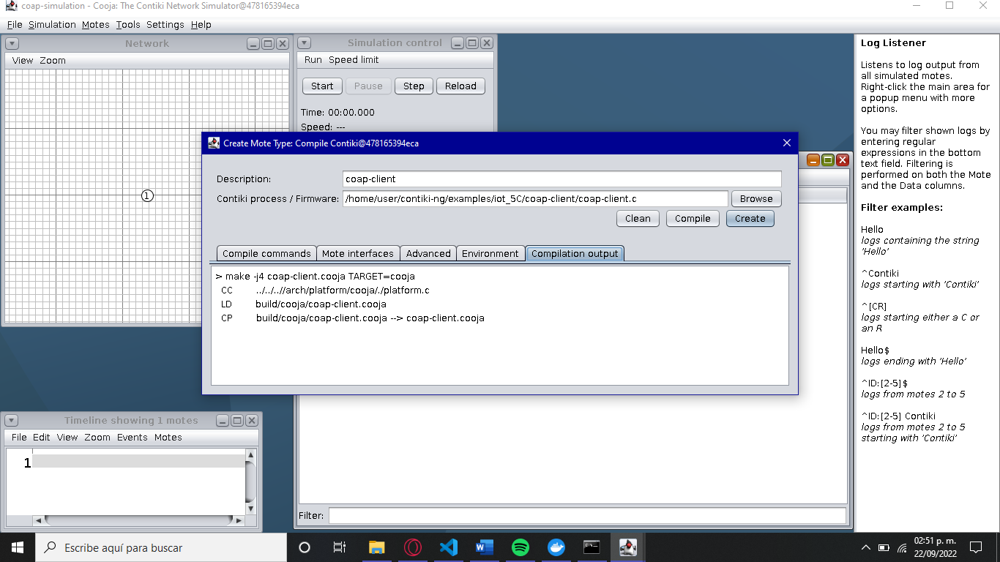 coap-simulation - Cooja: The Contiki Network Simulator@478165394eca
File Simulation Motes Tools Settings Help
Network
View Zoom
1
Simulation control
Run Speed limit
Start Pause Step Reload
Time: 00:00.000
Speed: ---
Create Mote Type: Compile Contiki@478165394eca
Description: coap-client
Contiki process / Firmware: /home/user/contiki-ng/examples/iot_5C/coap-client/coap-client.c Browse
Clean Compile Create
Compile commands Mote interfaces Advanced Environment Compilation output
> make -j4 coap-client.cooja TARGET=cooja
CC ../../..//arch/platform/cooja/./platform.c
LD build/cooja/coap-client.cooja
CP build/cooja/coap-client.cooja --> coap-client.cooja
Timeline showing 1 motes
File Edit View Zoom Events Motes
1
Filter:
Log Listener
Listens to log output from
all simulated motes.
Right-click the main area for
a popup menu with more
options.
You may filter shown logs by
entering regular
expressions in the bottom
text field. Filtering is
performed on both the Mote
and the Data columns.
Filter examples:
Hello
logs containing the string
'Hello'
^Contiki
logs starting with 'Contiki'
^[CR]
logs starting either a C or
an R
Hello$
logs ending with 'Hello'
^ID:[2-5]$
logs from motes 2 to 5
^ID:[2-5] Contiki
logs from motes 2 to 5
starting with 'Contiki'
Escribe aquí para buscar
02:51 p. m.
22/09/2022